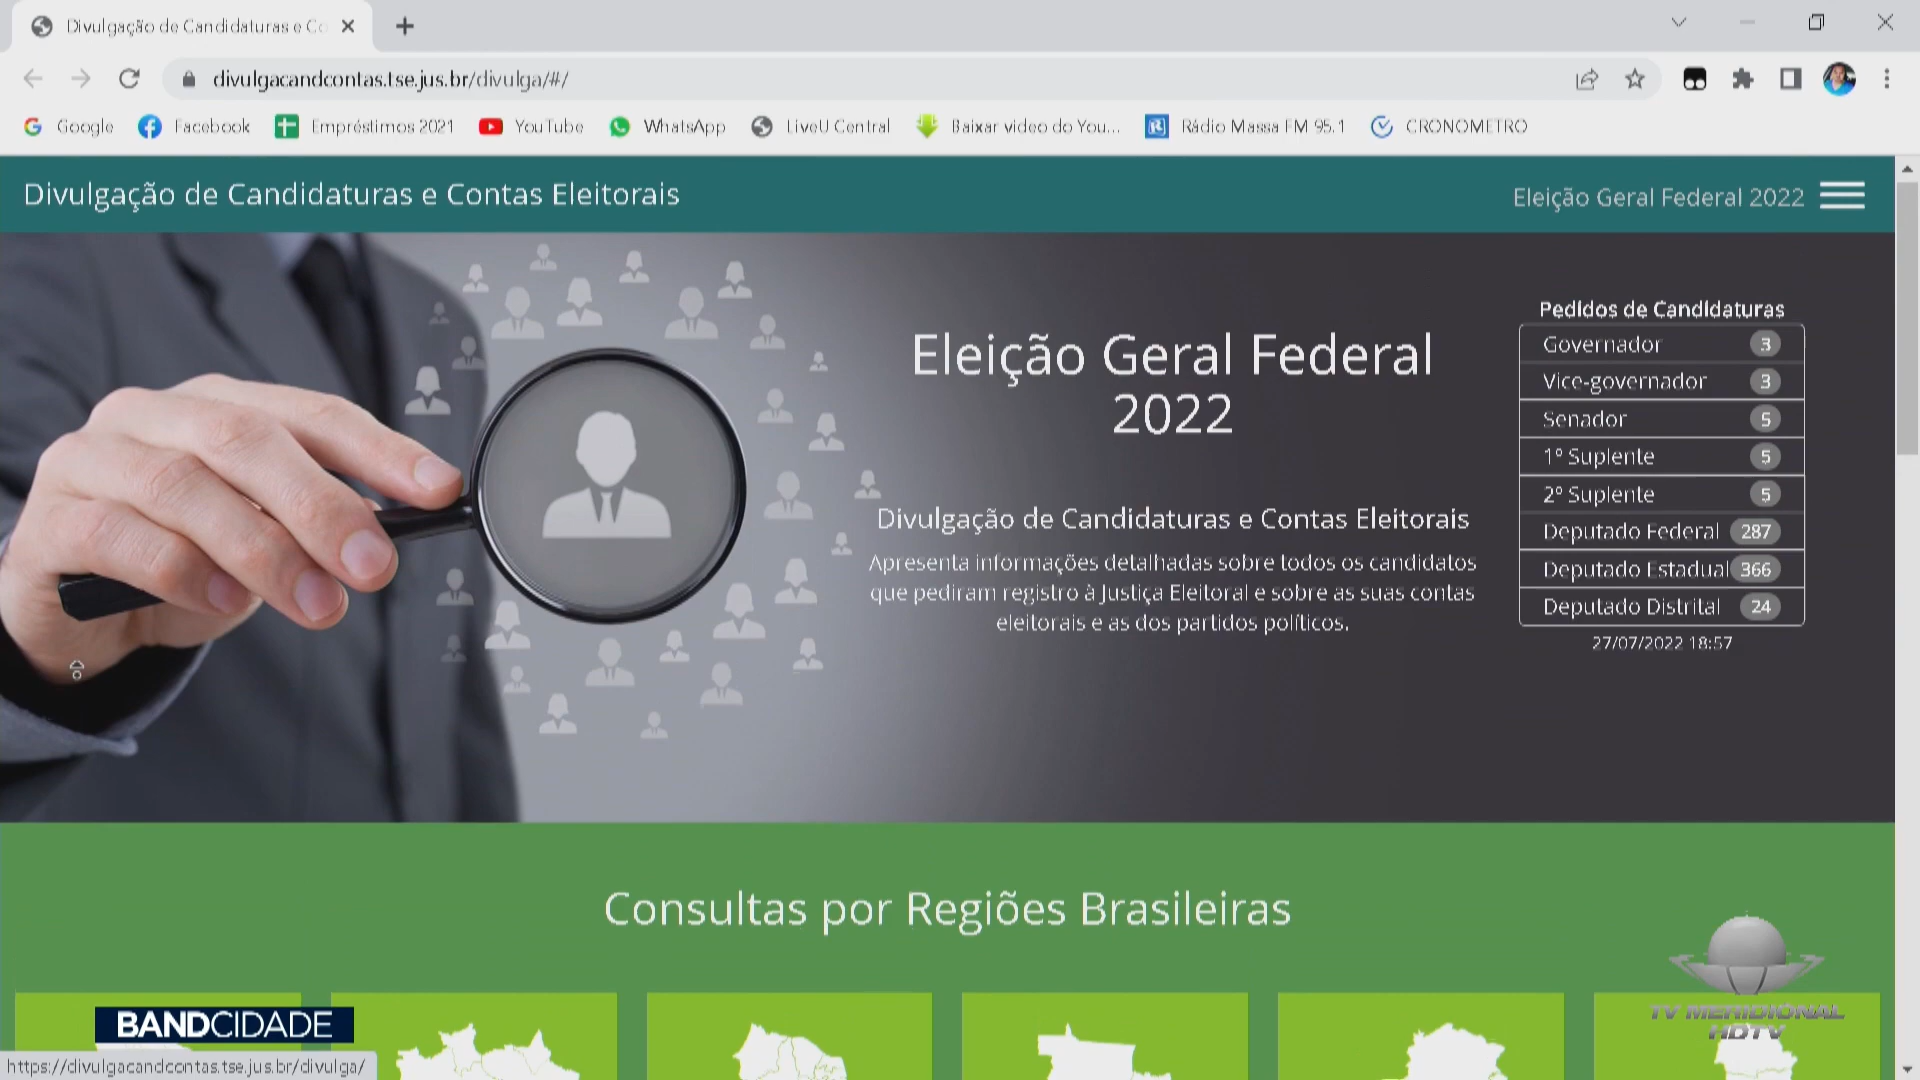 Divulgação de Candidaturas e Co
divulgacandcontas.tse.jus.br/divulga/#/
Google Facebook Empréstimos 2021 YouTube WhatsApp LiveU Central Baixar video do You... Rádio Massa FM 95.1 CRONOMETRO
Divulgação de Candidaturas e Contas Eleitorais
Eleição Geral Federal 2022
Eleição Geral Federal
2022
Divulgação de Candidaturas e Contas Eleitorais
Apresenta informações detalhadas sobre todos os candidatos
que pediram registro à Justiça Eleitoral e sobre as suas contas
eleitorais e as dos partidos políticos.
Pedidos de Candidaturas
Governador 3
Vice-governador 3
Senador 5
1º Suplente 5
2º Suplente 5
Deputado Federal 287
Deputado Estadual 366
Deputado Distrital 24
27/07/2022 18:57
Consultas por Regiões Brasileiras
BANDCIDADE
TV MERIDIONAL
HDTV
https://divulgacandcontas.tse.jus.br/divulga/